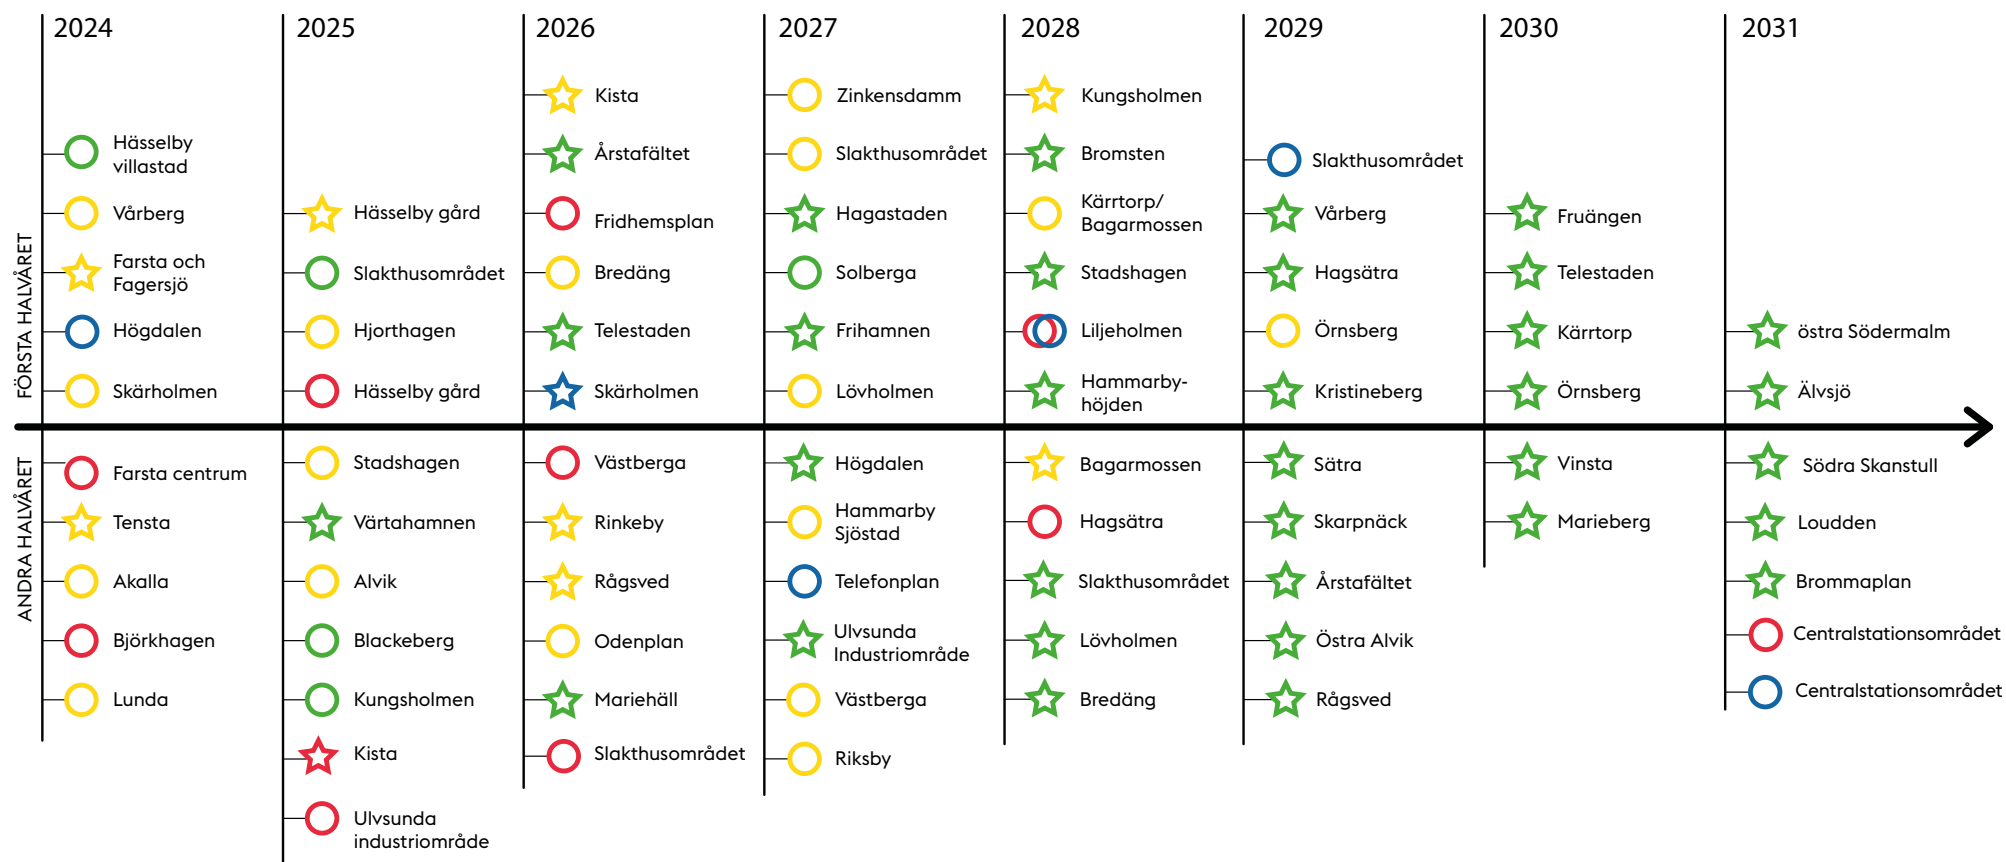 2024
2025
2026
2027
2028
2029
2030
2031
FÖRSTA HALVÅRET
Hässelby
villastad
Vårberg
Farsta och
Fagersjö
Högdalen
Skärholmen
Hässelby gård
Slakthusområdet
Hjorthagen
Hässelby gård
Kista
Årstafältet
Fridhemsplan
Bredäng
Telestaden
Skärholmen
Zinkensdamm
Slakthusområdet
Hagastaden
Solberga
Frihamnen
Lövholmen
Kungsholmen
Bromsten
Kärrtorp/
Bagarmossen
Stadshagen
Liljeholmen
Hammarby-
höjden
Slakthusområdet
Vårberg
Hagsätra
Örnsberg
Kristineberg
Fruängen
Telestaden
Kärrtorp
Örnsberg
östra Södermalm
Älvsjö
ANDRA HALVÅRET
Farsta centrum
Tensta
Akalla
Björkhagen
Lunda
Stadshagen
Värtahamnen
Alvik
Blackeberg
Kungsholmen
Kista
Ulvsunda
industriområde
Västberga
Rinkeby
Rågsved
Odenplan
Mariehäll
Slakthusområdet
Högdalen
Hammarby
Sjöstad
Telefonplan
Ulvsunda
Industriområde
Västberga
Riksby
Bagarmossen
Hagsätra
Slakthusområdet
Lövholmen
Bredäng
Sätra
Skarpnäck
Årstafältet
Östra Alvik
Rågsved
Vinsta
Marieberg
Södra Skanstull
Loudden
Brommaplan
Centralstationsområdet
Centralstationsområdet